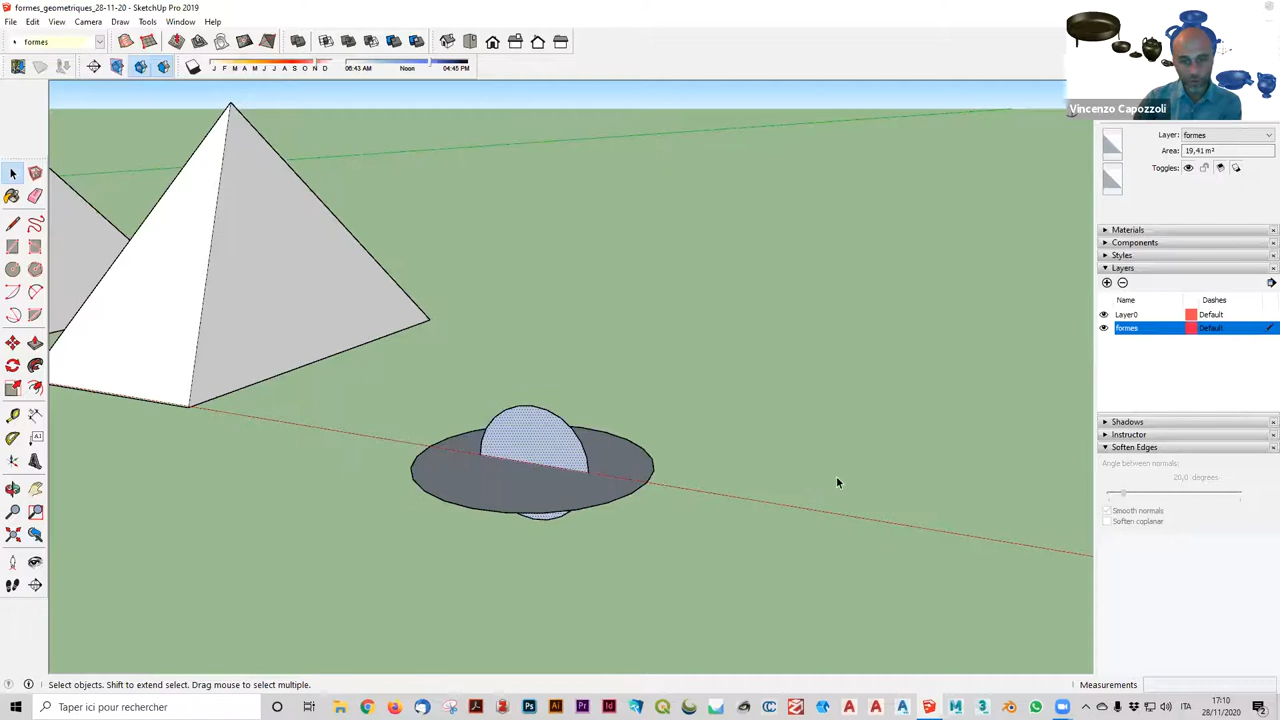 formes_geometriques_28-11-20 - SketchUp Pro 2019
File Edit View Camera Draw Tools Window Help
formes
J F M A M J J A S O N D 06:43 AM Noon 04:45 PM
Vincenzo Capozzoli
Layer: formes
Area: 19,41 m²
Toggles:
Materials
Components
Styles
Layers
Name Dashes
Layer0 Default
formes Default
Shadows
Instructor
Soften Edges
Angle between normals:
20,0 degrees
Smooth normals
Soften coplanar
Select objects. Shift to extend select. Drag mouse to select multiple.
Measurements
Taper ici pour rechercher
ITA
17:10
28/11/2020